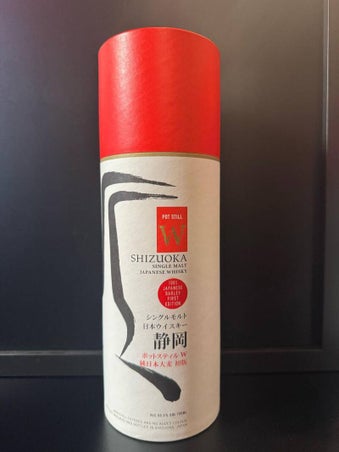 POT STILL
W
SHIZUOKA
SINGLE MALT
JAPANESE WHISKY
100%
JAPANESE
BARLEY
FIRST
EDITION
シングルモルト
日本ウイスキー
静岡
ポットスティル W
純日本大麦 初版